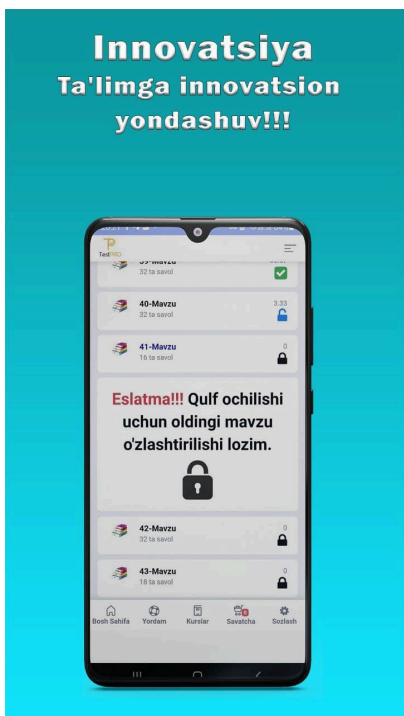 Innovatsiya
Ta'limga innovatsion
yondashuv!!!
TestPRO
39-Mavzu
32 ta savol
40-Mavzu
3.33
32 ta savol
41-Mavzu
0
16 ta savol
Eslatma!!! Qulf ochilishi
uchun oldingi mavzu
o'zlashtirilishi lozim.
42-Mavzu
0
32 ta savol
43-Mavzu
0
18 ta savol
Bosh Sahifa Yordam Kurslar Savatcha Sozlash